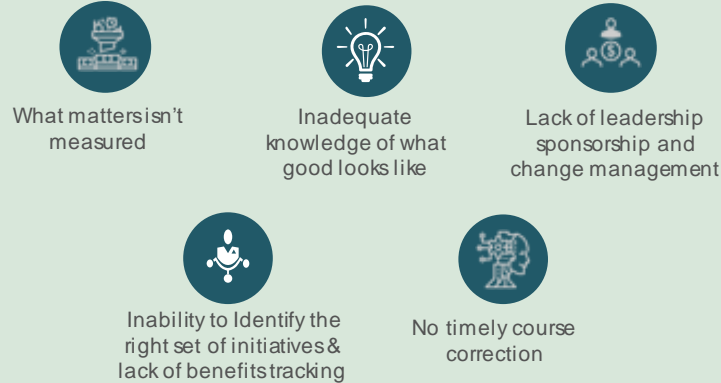 What matters isn't
measured
Inadequate
knowledge of what
good looks like
Lack of leadership
sponsorship and
change management
Inability to Identify the
right set of initiatives &
lack of benefits tracking
No timely course
correction